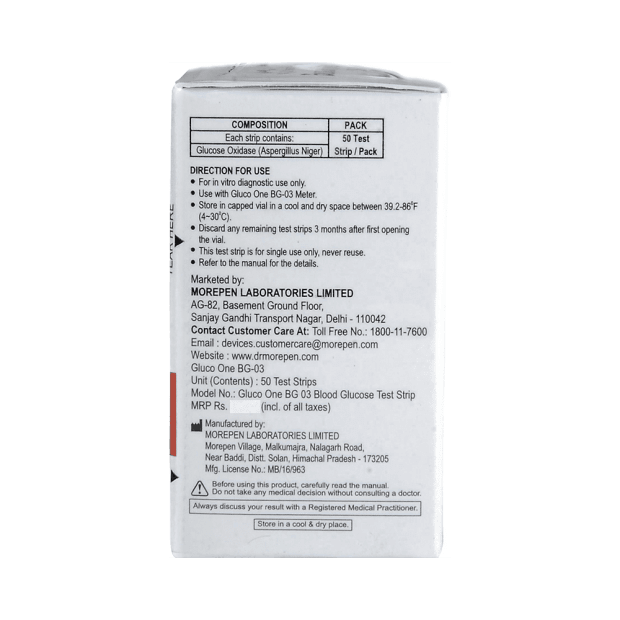 COMPOSITION PACK
Each strip contains: 50 Test
Glucose Oxidase (Aspergillus Niger) Strip / Pack
DIRECTION FOR USE
• For in vitro diagnostic use only.
• Use with Gluco One BG-03 Meter.
• Store in capped vial in a cool and dry space between 39.2-86°F
(4~30°C).
• Discard any remaining test strips 3 months after first opening
the vial.
• This test strip is for single use only, never reuse.
• Refer to the manual for the details.
Marketed by:
MOREPEN LABORATORIES LIMITED
AG-82, Basement Ground Floor,
Sanjay Gandhi Transport Nagar, Delhi - 110042
Contact Customer Care At: Toll Free No.: 1800-11-7600
Email : devices.customercare@morepen.com
Website : www.drmorepen.com
Gluco One BG-03
Unit (Contents) : 50 Test Strips
Model No.: Gluco One BG 03 Blood Glucose Test Strip
MRP Rs. (incl. of all taxes)
Manufactured by:
MOREPEN LABORATORIES LIMITED
Morepen Village, Malkumajra, Nalagarh Road,
Near Baddi, Distt. Solan, Himachal Pradesh - 173205
Mfg. License No.: MB/16/963
Before using this product, carefully read the manual.
Do not take any medical decision without consulting a doctor.
Always discuss your result with a Registered Medical Practitioner.
Store in a cool & dry place.
HERE